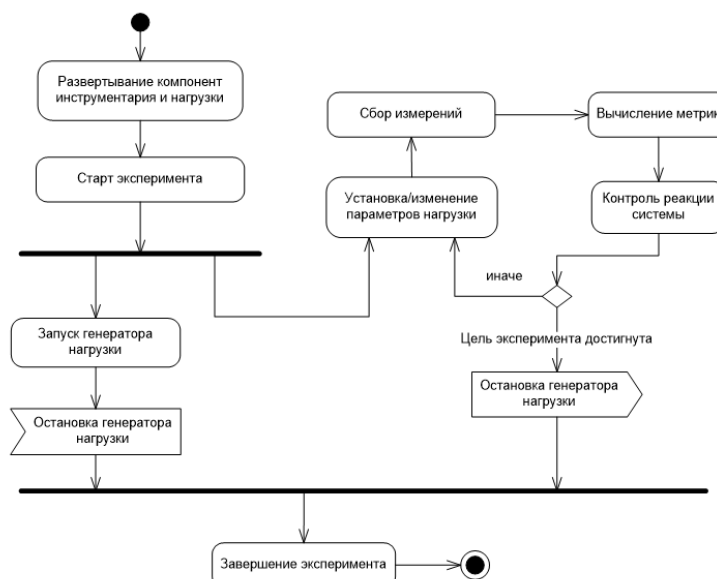 Развертывание компонент
инструментария и нагрузки
Старт эксперимента
Сбор измерений
Вычисление метрик
Установка/изменение
параметров нагрузки
Контроль реакции
системы
иначе
Цель эксперимента достигнута
Запуск генератора
нагрузки
Остановка генератора
нагрузки
Остановка генератора
нагрузки
Завершение эксперимента